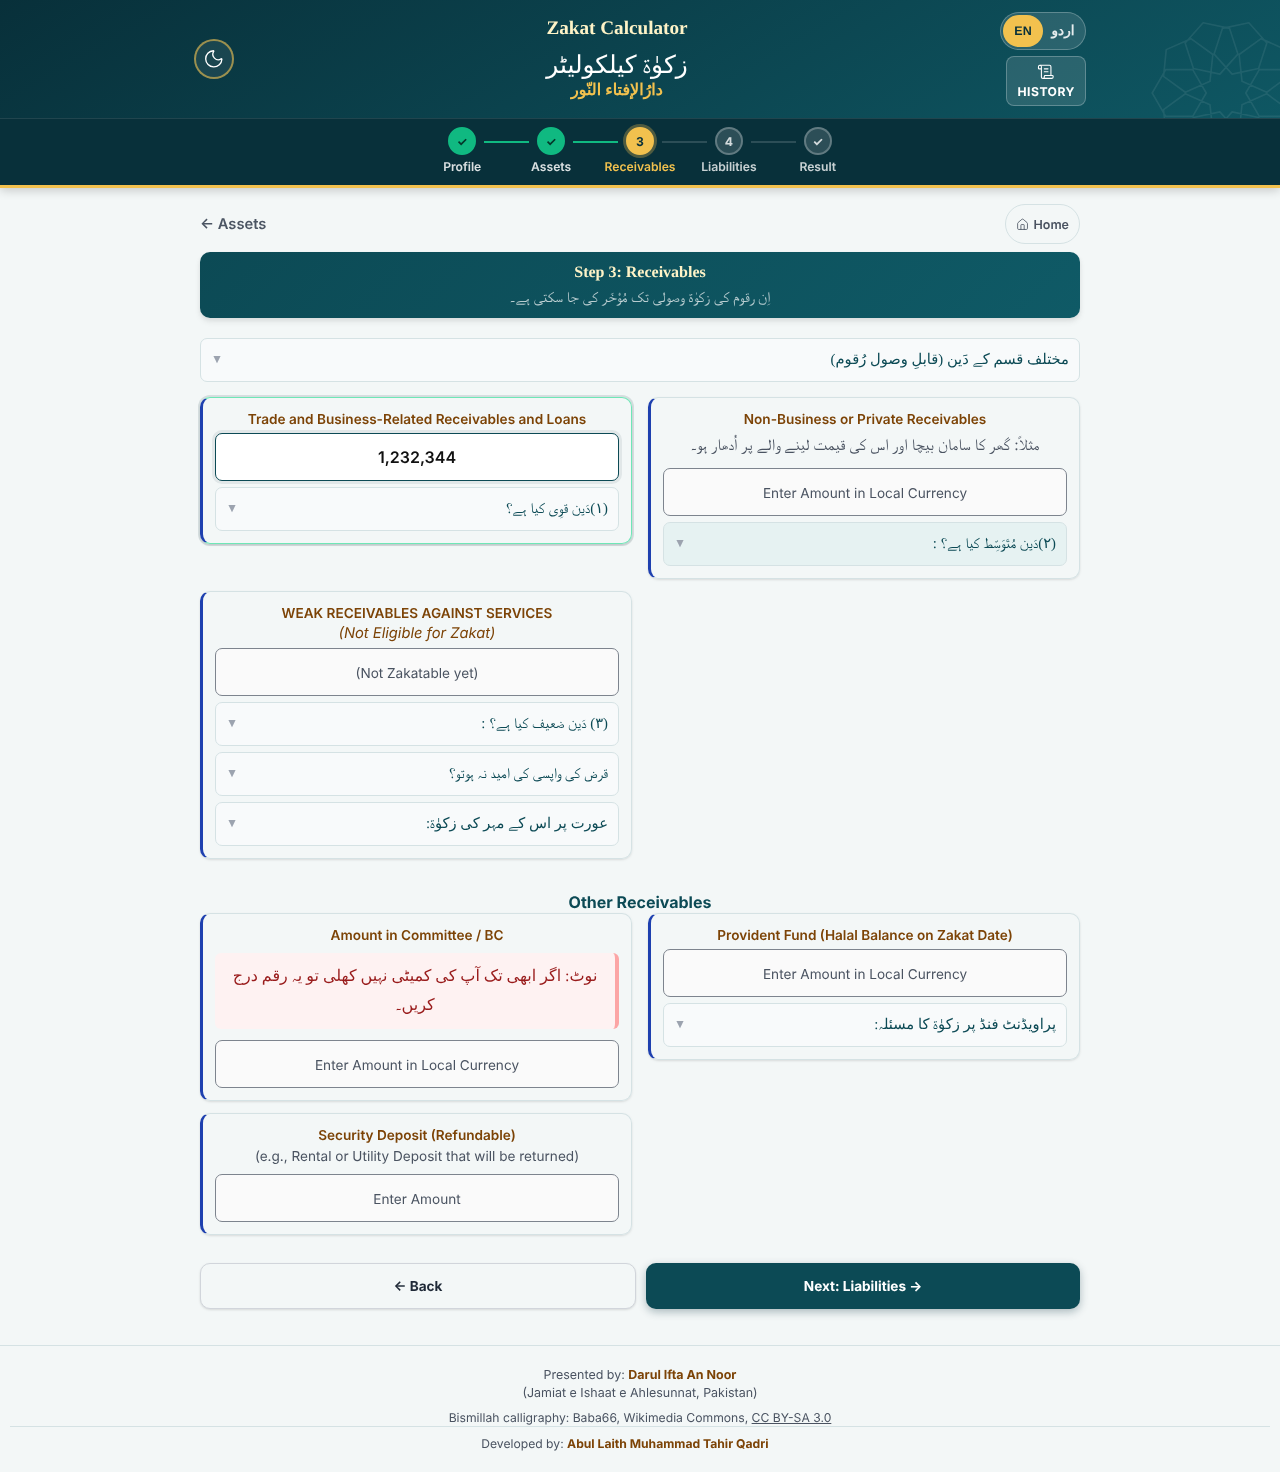 Zakat Calculator
زکوٰۃ کیلکولیٹر
دارُالإفتاء النّور
EN اردو
HISTORY
✓ ✓ 3 4 ✓
Profile Assets Receivables Liabilities Result
← Assets
Home
Step 3: Receivables
اِن رقوم کی زکوٰۃ وصولی تک مُؤخّر کی جا سکتی ہے۔
مختلف قسم کے دَین (قابلِ وصول رُقوم) ▼
Trade and Business-Related Receivables and Loans
1,232,344
(۱)دَین قوِی کیا ہے؟ ▼
Non-Business or Private Receivables
مثلاً: گھر کا سامان بیچا اور اس کی قیمت لینے والے پر اُدھار ہو۔
Enter Amount in Local Currency
(۲)دَین مُتَوَسِّط کیا ہے؟ : ▼
WEAK RECEIVABLES AGAINST SERVICES
(Not Eligible for Zakat)
(Not Zakatable yet)
(۳) دَین ضعیف کیا ہے؟ : ▼
قرض کی واپسی کی امید نہ ہوتو؟ ▼
عورت پر اس کے مہر کی زکوٰۃ: ▼
Other Receivables
Amount in Committee / BC
نوٹ: اگر ابھی تک آپ کی کمیٹی نہیں کھلی تو یہ رقم درج
کریں۔
Enter Amount in Local Currency
Provident Fund (Halal Balance on Zakat Date)
Enter Amount in Local Currency
پراویڈنٹ فنڈ پر زکوٰۃ کا مسئلہ: ▼
Security Deposit (Refundable)
(e.g., Rental or Utility Deposit that will be returned)
Enter Amount
← Back
Next: Liabilities →
Presented by: Darul Ifta An Noor
(Jamiat e Ishaat e Ahlesunnat, Pakistan)
Bismillah calligraphy: Baba66, Wikimedia Commons, CC BY-SA 3.0
Developed by: Abul Laith Muhammad Tahir Qadri